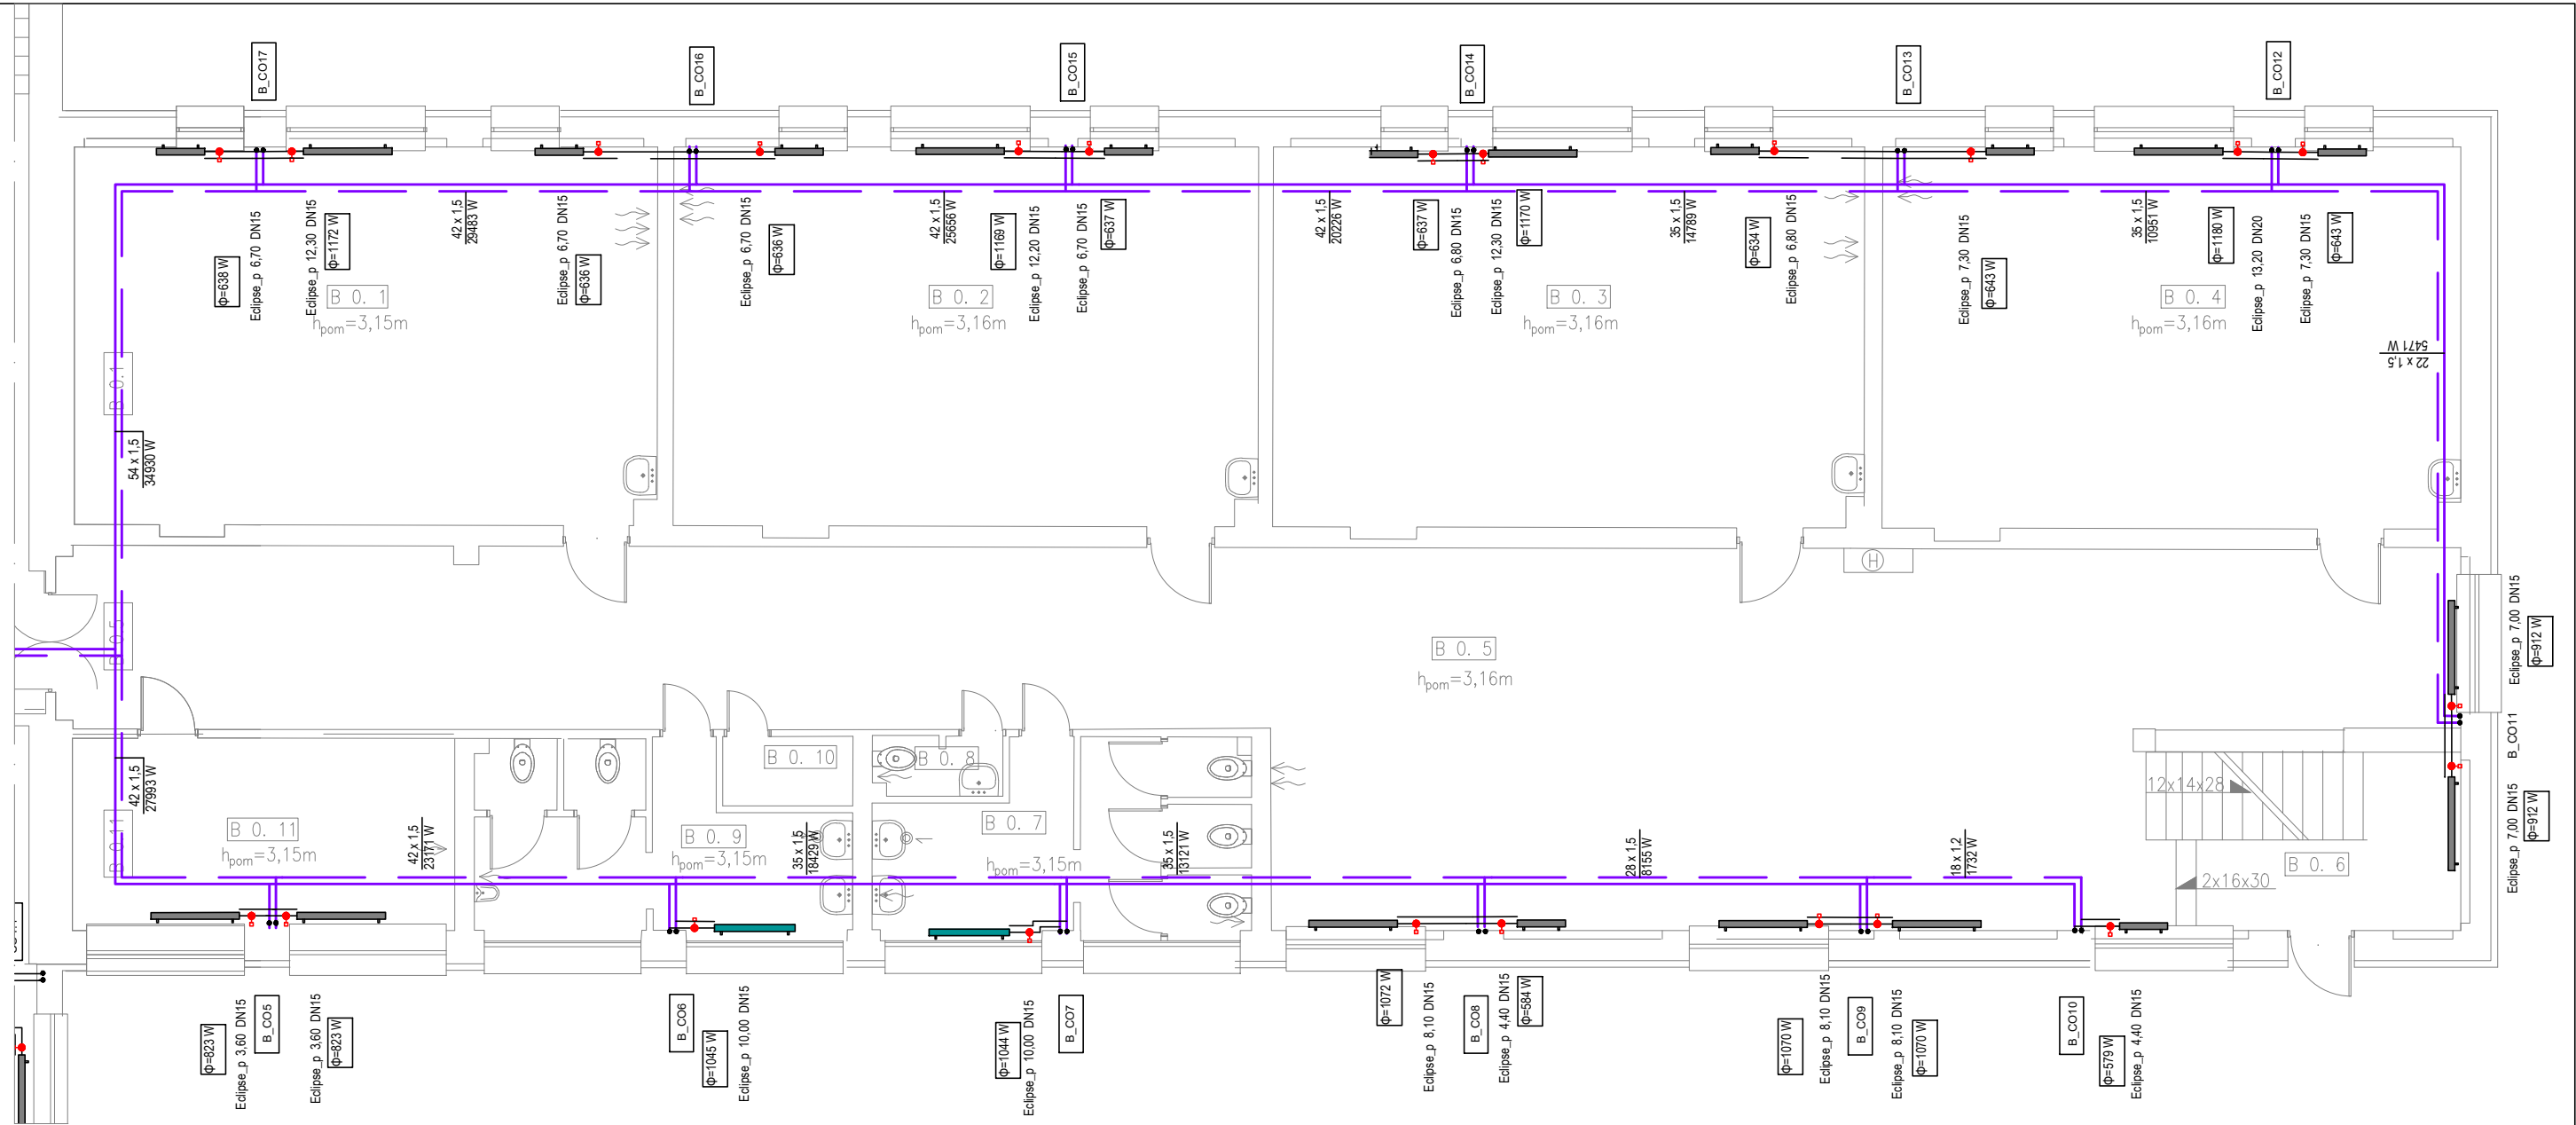 B_CO17
B_CO16
B_CO15
B_CO14
B_CO13
B_CO12
Φ=638 W
Eclipse_p 6,70 DN15
Eclipse_p 12,30 DN15
Φ=1172 W
42 x 1,5
29483 W
Eclipse_p 6,70 DN15
Φ=636 W
Eclipse_p 6,70 DN15
Φ=636 W
42 x 1,5
25656 W
Φ=1169 W
Eclipse_p 12,20 DN15
Eclipse_p 6,70 DN15
Φ=637 W
42 x 1,5
20226 W
Φ=637 W
Eclipse_p 6,80 DN15
Eclipse_p 12,30 DN15
Φ=1170 W
35 x 1,5
14789 W
Φ=634 W
Eclipse_p 6,80 DN15
Eclipse_p 7,30 DN15
Φ=643 W
35 x 1,5
10951 W
Φ=1180 W
Eclipse_p 13,20 DN20
Eclipse_p 7,30 DN15
Φ=643 W
B 0. 1
hpom=3,15m
B 0. 2
hpom=3,16m
B 0. 3
hpom=3,16m
B 0. 4
hpom=3,16m
22 x 1,5
5471 W
B 0.1
54 x 1,5
34930 W
H
B 0.5
B 0. 5
hpom=3,16m
Eclipse_p 7,00 DN15
Φ=912 W
B_CO11
Eclipse_p 7,00 DN15
Φ=912 W
42 x 1,5
27993 W
B 0.11
B 0. 11
hpom=3,15m
42 x 1,5
23171 W
B 0. 10
B 0. 9
hpom=3,15m
35 x 1,5
18429 W
B 0. 8
B 0. 7
hpom=3,15m
35 x 1,5
13121 W
28 x 1,5
8155 W
18 x 1,2
1732 W
12x14x28
2x16x30
B 0. 6
Φ=823 W
Eclipse_p 3,60 DN15
B_CO5
Eclipse_p 3,60 DN15
Φ=823 W
B_CO6
Φ=1045 W
Eclipse_p 10,00 DN15
Φ=1044 W
Eclipse_p 10,00 DN15
B_CO7
Φ=1072 W
Eclipse_p 8,10 DN15
B_CO8
Eclipse_p 4,40 DN15
Φ=584 W
Φ=1070 W
Eclipse_p 8,10 DN15
B_CO9
Eclipse_p 8,10 DN15
Φ=1070 W
B_CO10
Φ=579 W
Eclipse_p 4,40 DN15